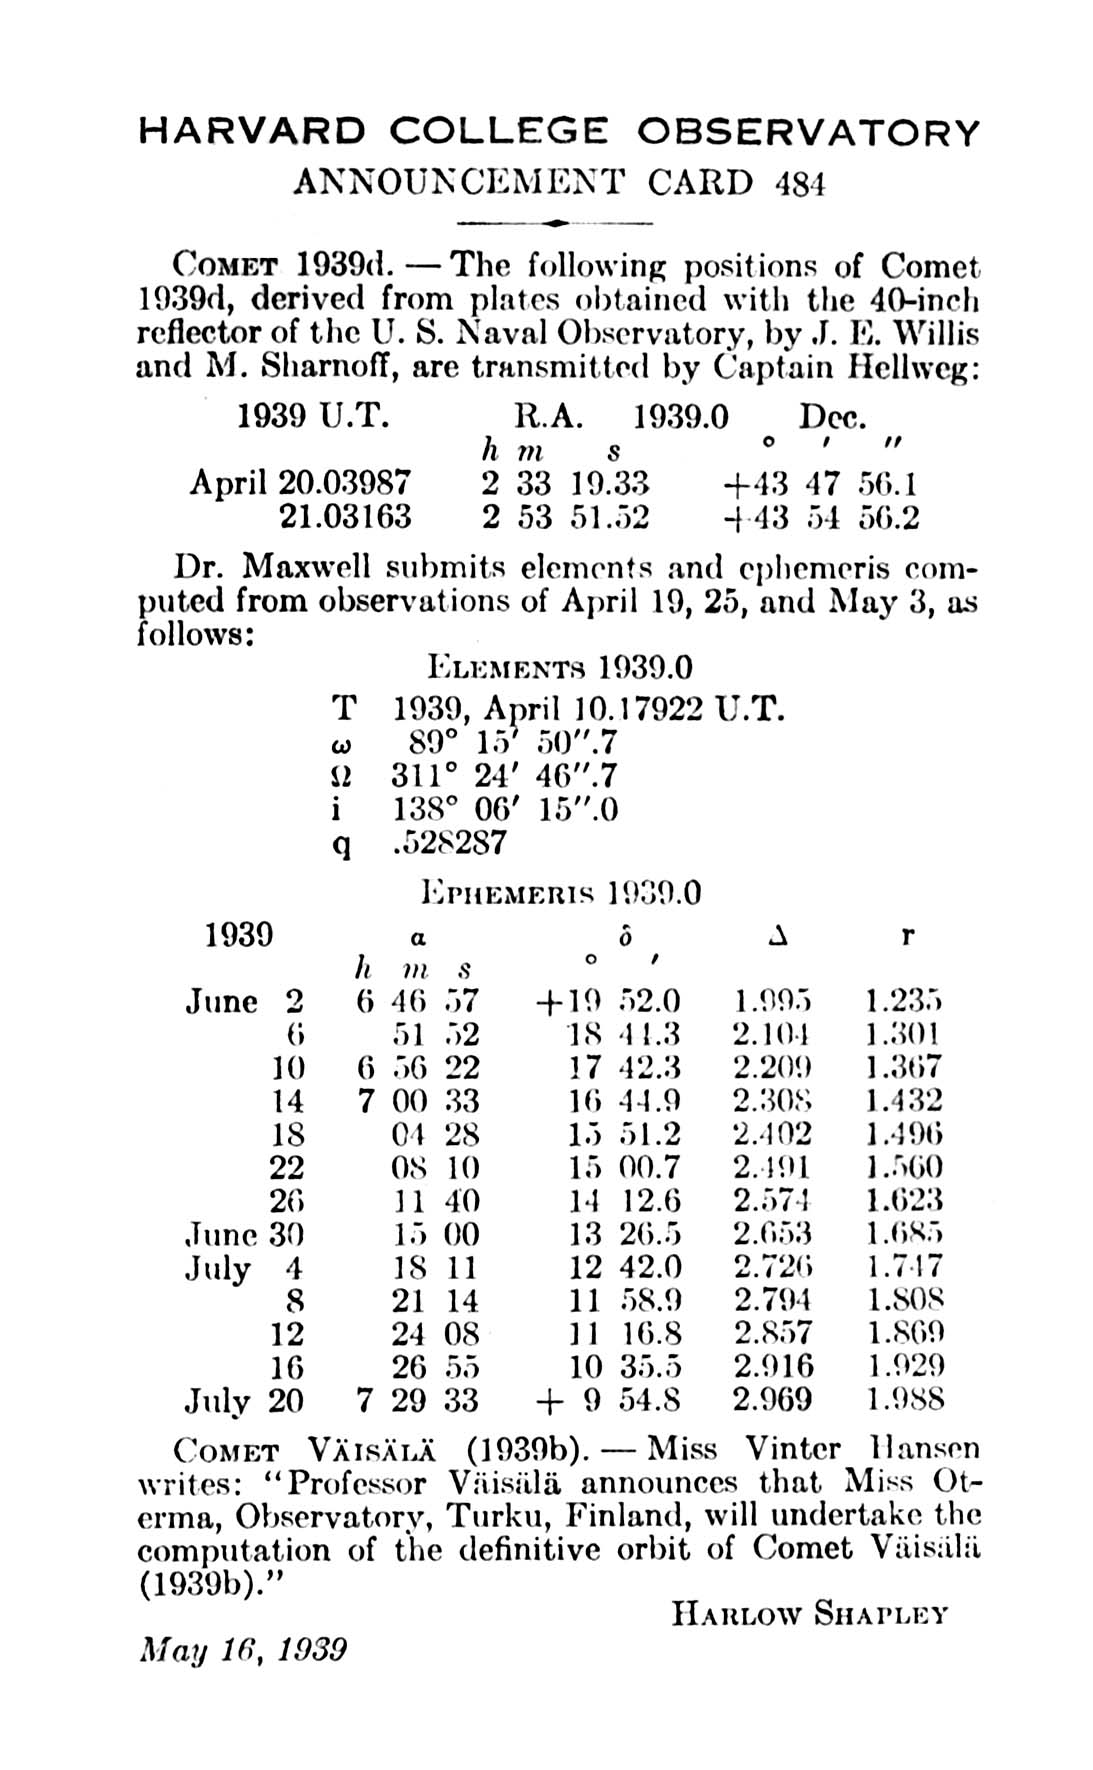 HARVARD COLLEGE OBSERVATORY
ANNOUNCEMENT CARD 484
COMET 1939d. — The following positions of Comet
1939d, derived from plates obtained with the 40-inch
reflector of the U. S. Naval Observatory, by J. E. Willis
and M. Sharnoff, are transmitted by Captain Hellweg:
1939 U.T. R.A. 1939.0 Dec.
h m s ° ′ ″
April 20.03987 2 33 19.33 +43 47 56.1
21.03163 2 53 51.52 +43 54 56.2
Dr. Maxwell submits elements and ephemeris com-
puted from observations of April 19, 25, and May 3, as
follows:
ELEMENTS 1939.0
T 1939, April 10.17922 U.T.
ω 89° 15′ 50″.7
Ω 311° 24′ 46″.7
i 138° 06′ 15″.0
q .528287
EPHEMERIS 1939.0
1939 α δ Δ r
h m s ° ′
June 2 6 46 57 +19 52.0 1.995 1.235
6 51 52 18 44.3 2.104 1.301
10 6 56 22 17 42.3 2.209 1.367
14 7 00 33 16 44.9 2.308 1.432
18 04 28 15 51.2 2.402 1.496
22 08 10 15 00.7 2.491 1.560
26 11 40 14 12.6 2.574 1.623
June 30 15 00 13 26.5 2.653 1.685
July 4 18 11 12 42.0 2.726 1.747
8 21 14 11 58.9 2.794 1.808
12 24 08 11 16.8 2.857 1.869
16 26 55 10 35.5 2.916 1.929
July 20 7 29 33 + 9 54.8 2.969 1.988
COMET VÄISÄLÄ (1939b). — Miss Vinter Hansen
writes: "Professor Väisälä announces that Miss Ot-
erma, Observatory, Turku, Finland, will undertake the
computation of the definitive orbit of Comet Väisälä
(1939b)."
HARLOW SHAPLEY
May 16, 1939